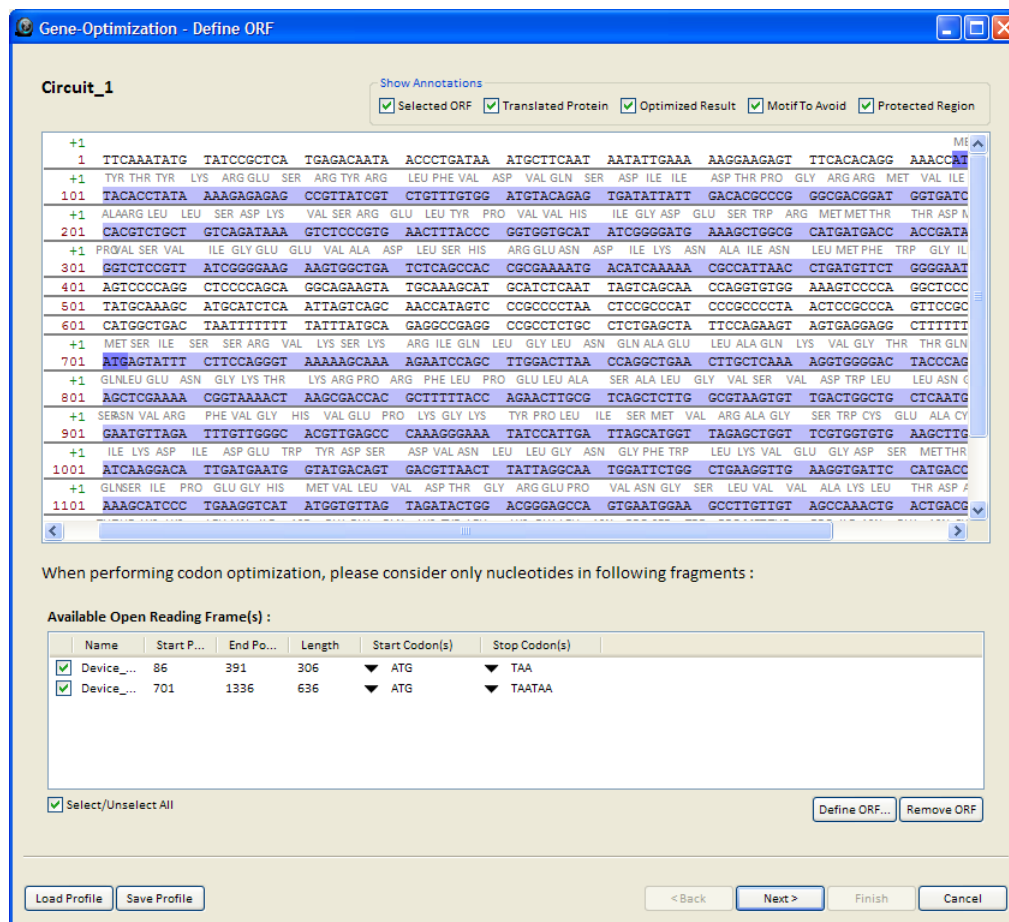 Gene-Optimization - Define ORF
Circuit_1
Show Annotations
Selected ORF Translated Protein Optimized Result Motif To Avoid Protected Region
+1 ME
1 TTCAAATATG TATCCGCTCA TGAGACAATA ACCCTGATAA ATGCTTCAAT AATATTGAAA AAGGAAGAGT TTCACACAGG AAACCAT
+1 TYR THR TYR LYS ARG GLU SER ARG TYR ARG LEU PHE VAL ASP VAL GLN SER ASP ILE ILE ASP THR PRO GLY ARG ARG MET VAL ILE
101 TACACCTATA AAAGAGAGAG CCGTTATCGT CTGTTTGTGG ATGTACAGAG TGATATTATT GACACGCCCG GGCGACGGAT GGTGATC
+1 ALAARG LEU LEU SER ASP LYS VAL SER ARG GLU LEU TYR PRO VAL VAL HIS ILE GLY ASP GLU SER TRP ARG MET MET THR THR ASP M
201 CACGTCTGCT GTCAGATAAA GTCTCCCGTG AACTTTACCC GGTGGTGCAT ATCGGGGATG AAAGCTGGCG CATGATGACC ACCGATA
+1 VAL SER VAL ILE GLY GLU GLU VAL ALA ASP LEU SER HIS ARG GLU ASN ASP ILE LYS ASN ALA ILE ASN LEU MET PHE TRP GLY IL
301 GGTCTCCGTT ATCGGGGAAG AAGTGGCTGA TCTCAGCCAC CGCGAAAATG ACATCAAAAA CGCCATTAAC CTGATGTTCT GGGGAAT
401 AGTCCCCAGG CTCCCCAGCA GGCAGAAGTA TGCAAAGCAT GCATCTCAAT TAGTCAGCAA CCAGGTGTGG AAAGTCCCCA GGCTCCC
501 TATGCAAAGC ATGCATCTCA ATTAGTCAGC AACCATAGTC CCGCCCCTAA CTCCGCCCAT CCCGCCCCTA ACTCCGCCCA GTTCCGC
601 CATGGCTGAC TAATTTTTTT TATTTATGCA GAGGCCGAGG CCGCCTCTGC CTCTGAGCTA TTCCAGAAGT AGTGAGGAGG CTTTTTT
+1 MET SER ILE SER SER ARG VAL LYS SER LYS ARG ILE GLN LEU GLY LEU ASN GLN ALA GLU LEU ALA GLN LYS VAL GLY THR THR GLN
701 ATGAGTATTT CTTCCAGGGT AAAAAGCAAA AGAATCCAGC TTGGACTTAA CCAGGCTGAA CTTGCTCAAA AGGTGGGGAC TACCCAG
+1 GLNLEU GLU ASN GLY LYS THR LYS ARG PRO ARG PHE LEU PRO GLU LEU ALA SER ALA LEU GLY VAL SER VAL ASP TRP LEU LEU ASN G
801 AGCTCGAAAA CGGTAAAACT AAGCGACCAC GCTTTTTACC AGAACTTGCG TCAGCTCTTG GCGTAAGTGT TGACTGGCTG CTCAATG
+1 ASN VAL ARG PHE VAL GLY HIS VAL GLU PRO LYS GLY LYS TYR PRO LEU ILE SER MET VAL ARG ALA GLY SER TRP CYS GLU ALA CY
901 GAATGTTAGA TTTGTTGGGC ACGTTGAGCC CAAAGGGAAA TATCCATTGA TTAGCATGGT TAGAGCTGGT TCGTGGTGTG AAGCTTG
+1 ILE LYS ASP ILE ASP GLU TRP TYR ASP SER ASP VAL ASN LEU LEU GLY ASN GLY PHE TRP LEU LYS VAL GLU GLY ASP SER MET THR
1001 ATCAAGGACA TTGATGAATG GTATGACAGT GACGTTAACT TATTAGGCAA TGGATTCTGG CTGAAGGTTG AAGGTGATTC CATGACC
+1 GLNSER ILE PRO GLU GLY HIS MET VAL LEU VAL ASP THR GLY ARG GLU PRO VAL ASN GLY SER LEU VAL VAL ALA LYS LEU THR ASP A
1101 AAAGCATCCC TGAAGGTCAT ATGGTGTTAG TAGATACTGG ACGGGAGCCA GTGAATGGAA GCCTTGTTGT AGCCAAACTG ACTGACG
When performing codon optimization, please consider only nucleotides in following fragments :
Available Open Reading Frame(s) :
Name Start P... End Po... Length Start Codon(s) Stop Codon(s)
Device_... 86 391 306 ATG TAA
Device_... 701 1336 636 ATG TAATAA
Select/Unselect All Define ORF... Remove ORF
Load Profile Save Profile < Back Next > Finish Cancel